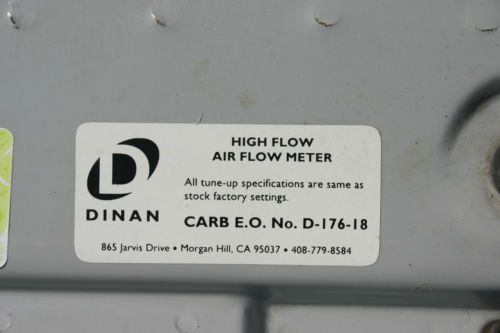 HIGH FLOW
AIR FLOW METER
All tune-up specifications are same as
stock factory settings.
D
DINAN
CARB E.O. No. D-176-18
865 Jarvis Drive • Morgan Hill, CA 95037 • 408-779-8584